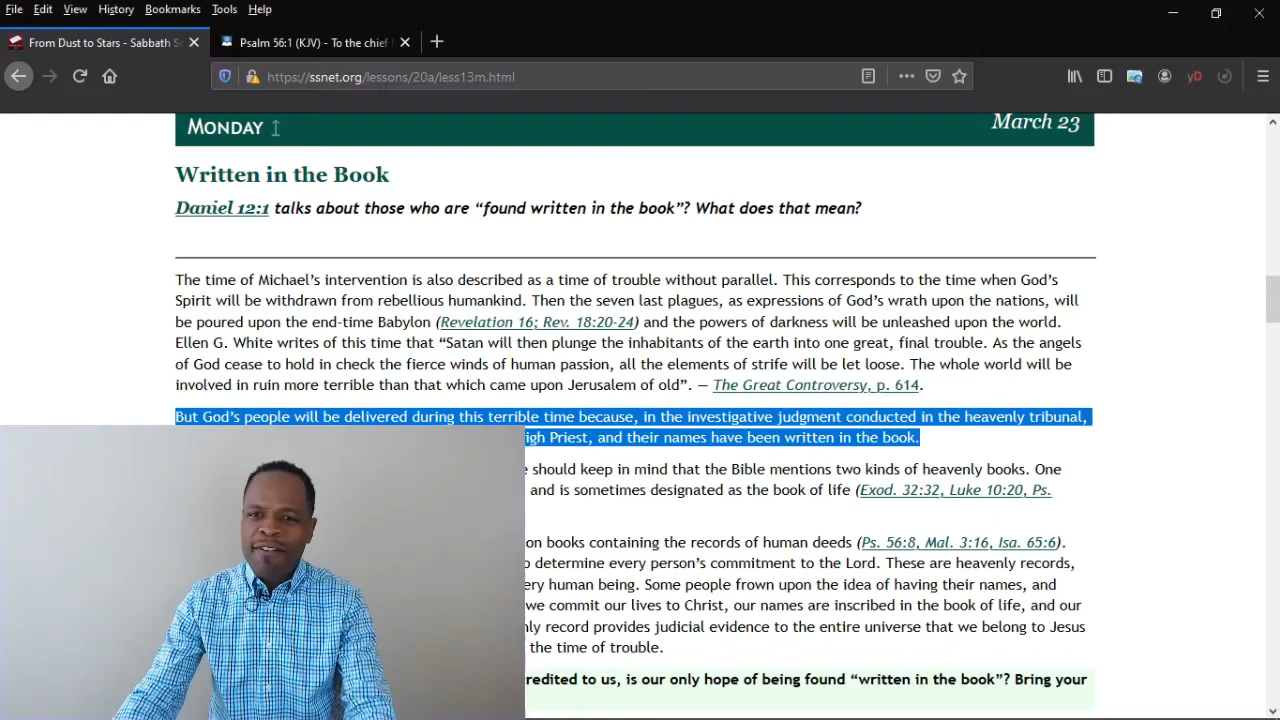 File Edit View History Bookmarks Tools Help
From Dust to Stars - Sabbath S
Psalm 56:1 (KJV) - To the chief
https://ssnet.org/lessons/20a/less13m.html
yD
MONDAY
March 23
Written in the Book
Daniel 12:1 talks about those who are “found written in the book”? What does that mean?
The time of Michael’s intervention is also described as a time of trouble without parallel. This corresponds to the time when God’s
Spirit will be withdrawn from rebellious humankind. Then the seven last plagues, as expressions of God’s wrath upon the nations, will
be poured upon the end-time Babylon (Revelation 16; Rev. 18:20-24) and the powers of darkness will be unleashed upon the world.
Ellen G. White writes of this time that “Satan will then plunge the inhabitants of the earth into one great, final trouble. As the angels
of God cease to hold in check the fierce winds of human passion, all the elements of strife will be let loose. The whole world will be
involved in ruin more terrible than that which came upon Jerusalem of old”. — The Great Controversy, p. 614.
But God’s people will be delivered during this terrible time because, in the investigative judgment conducted in the heavenly tribunal,
igh Priest, and their names have been written in the book.
e should keep in mind that the Bible mentions two kinds of heavenly books. One
and is sometimes designated as the book of life (Exod. 32:32, Luke 10:20, Ps.
on books containing the records of human deeds (Ps. 56:8, Mal. 3:16, Isa. 65:6).
o determine every person’s commitment to the Lord. These are heavenly records,
ery human being. Some people frown upon the idea of having their names, and
we commit our lives to Christ, our names are inscribed in the book of life, and our
nly record provides judicial evidence to the entire universe that we belong to Jesus
the time of trouble.
redited to us, is our only hope of being found “written in the book”? Bring your